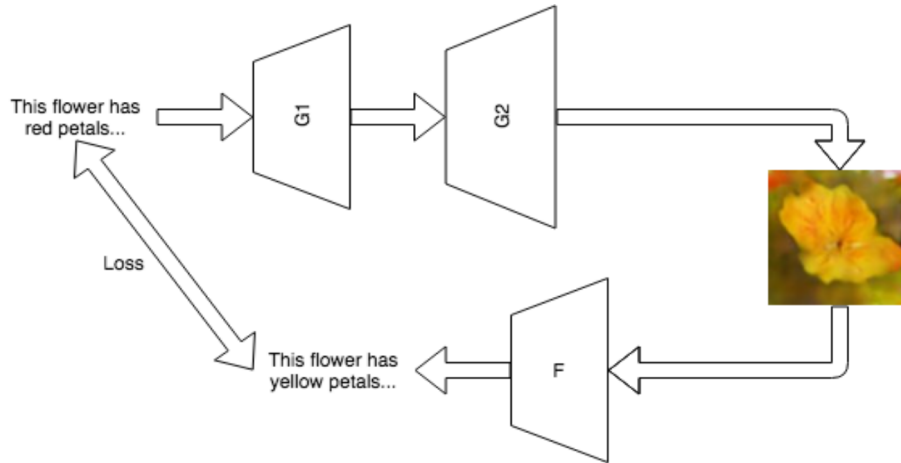 This flower has
red petals...
G1
G2
Loss
This flower has
yellow petals...
F